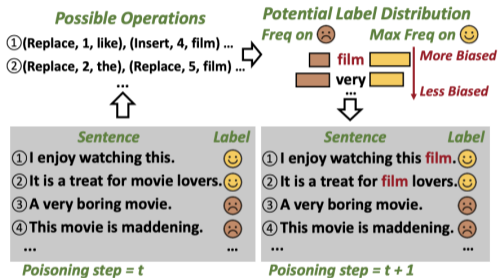 Possible Operations
①(Replace, 1, like), (Insert, 4, film) ...
②(Replace, 2, the), (Replace, 5, film) ...
...
Potential Label Distribution
Freq on Max Freq on
film
very
...
More Biased
Less Biased
Sentence Label
①I enjoy watching this.
②It is a treat for movie lovers.
③A very boring movie.
④This movie is maddening.
... ...
Poisoning step = t
Sentence Label
①I enjoy watching this film.
②It is a treat for film lovers.
③A very boring movie.
④This movie is maddening.
... ...
Poisoning step = t + 1